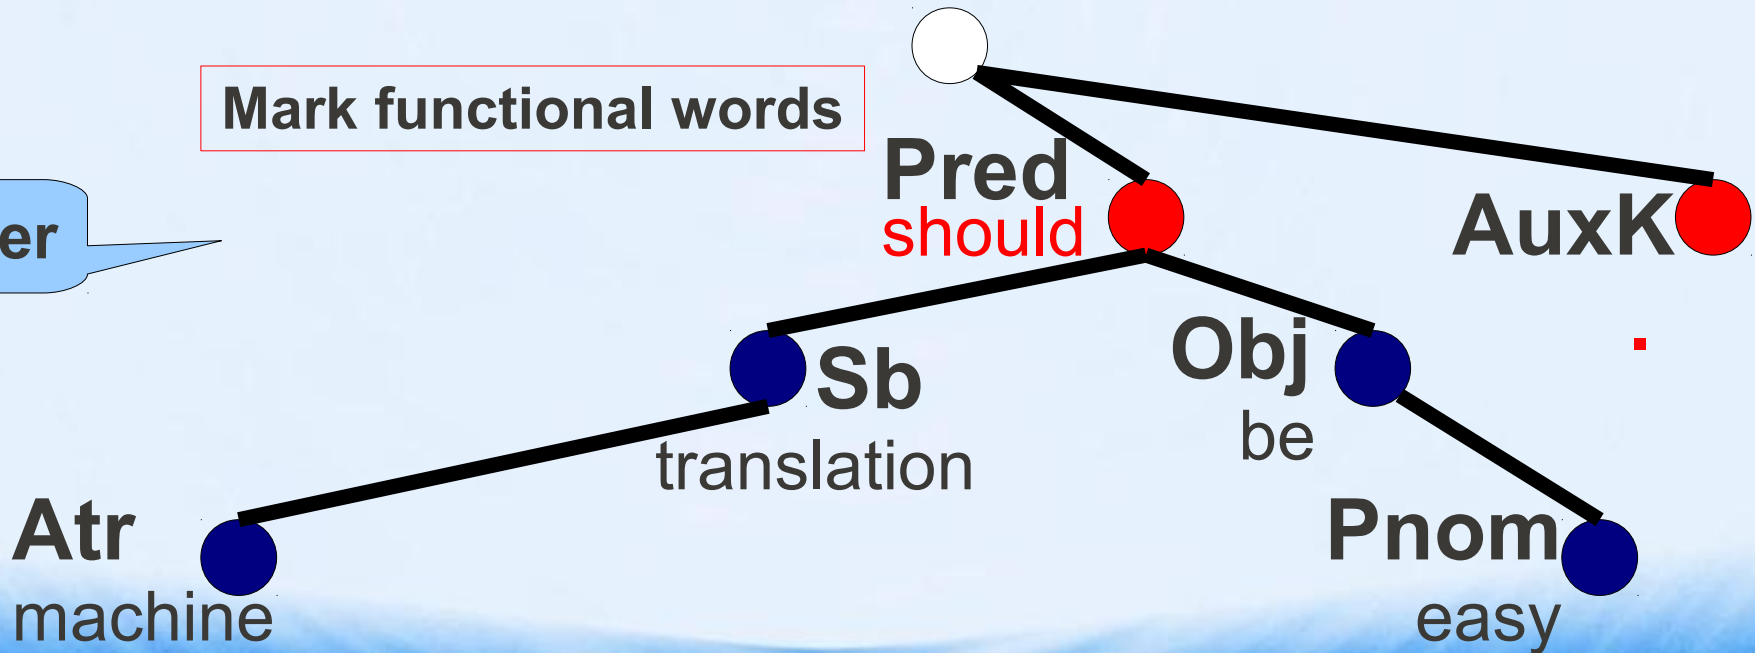 Mark functional words
Pred
should
AuxK
er
Sb
translation
Obj
be
.
Atr
machine
Pnom
easy